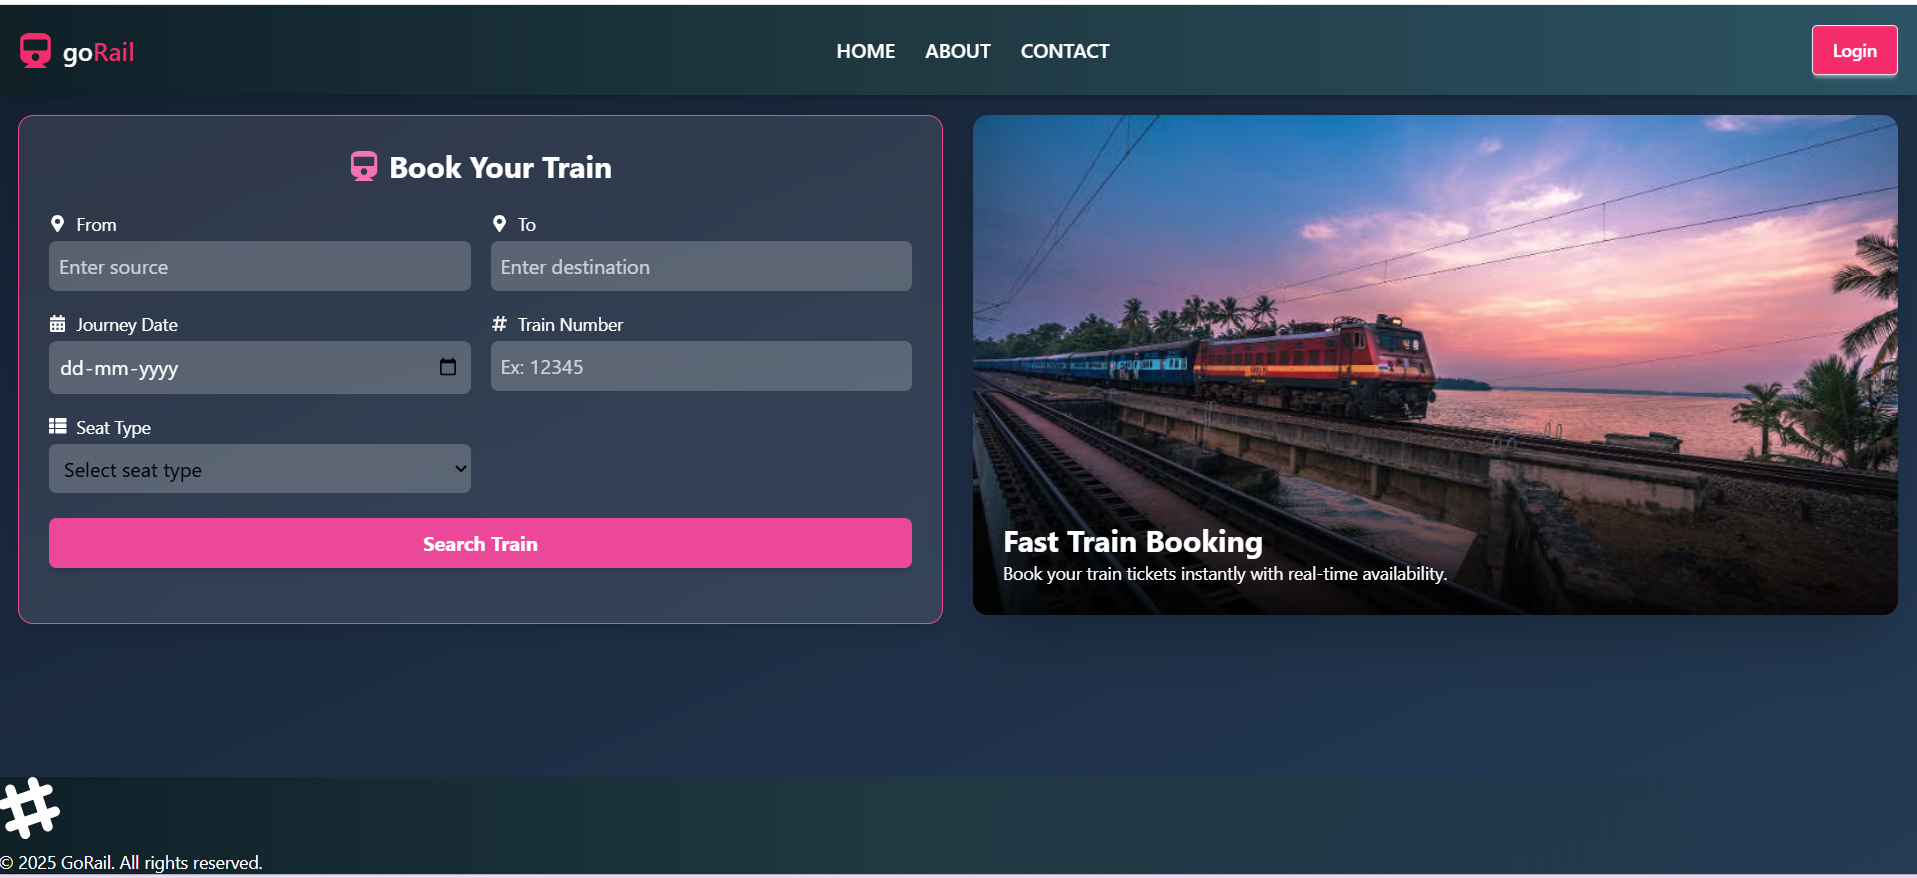 goRail
HOME ABOUT CONTACT
Login
Book Your Train
From
To
Enter source
Enter destination
Journey Date
Train Number
dd-mm-yyyy
Ex: 12345
Seat Type
Select seat type
Search Train
Fast Train Booking
Book your train tickets instantly with real-time availability.
© 2025 GoRail. All rights reserved.